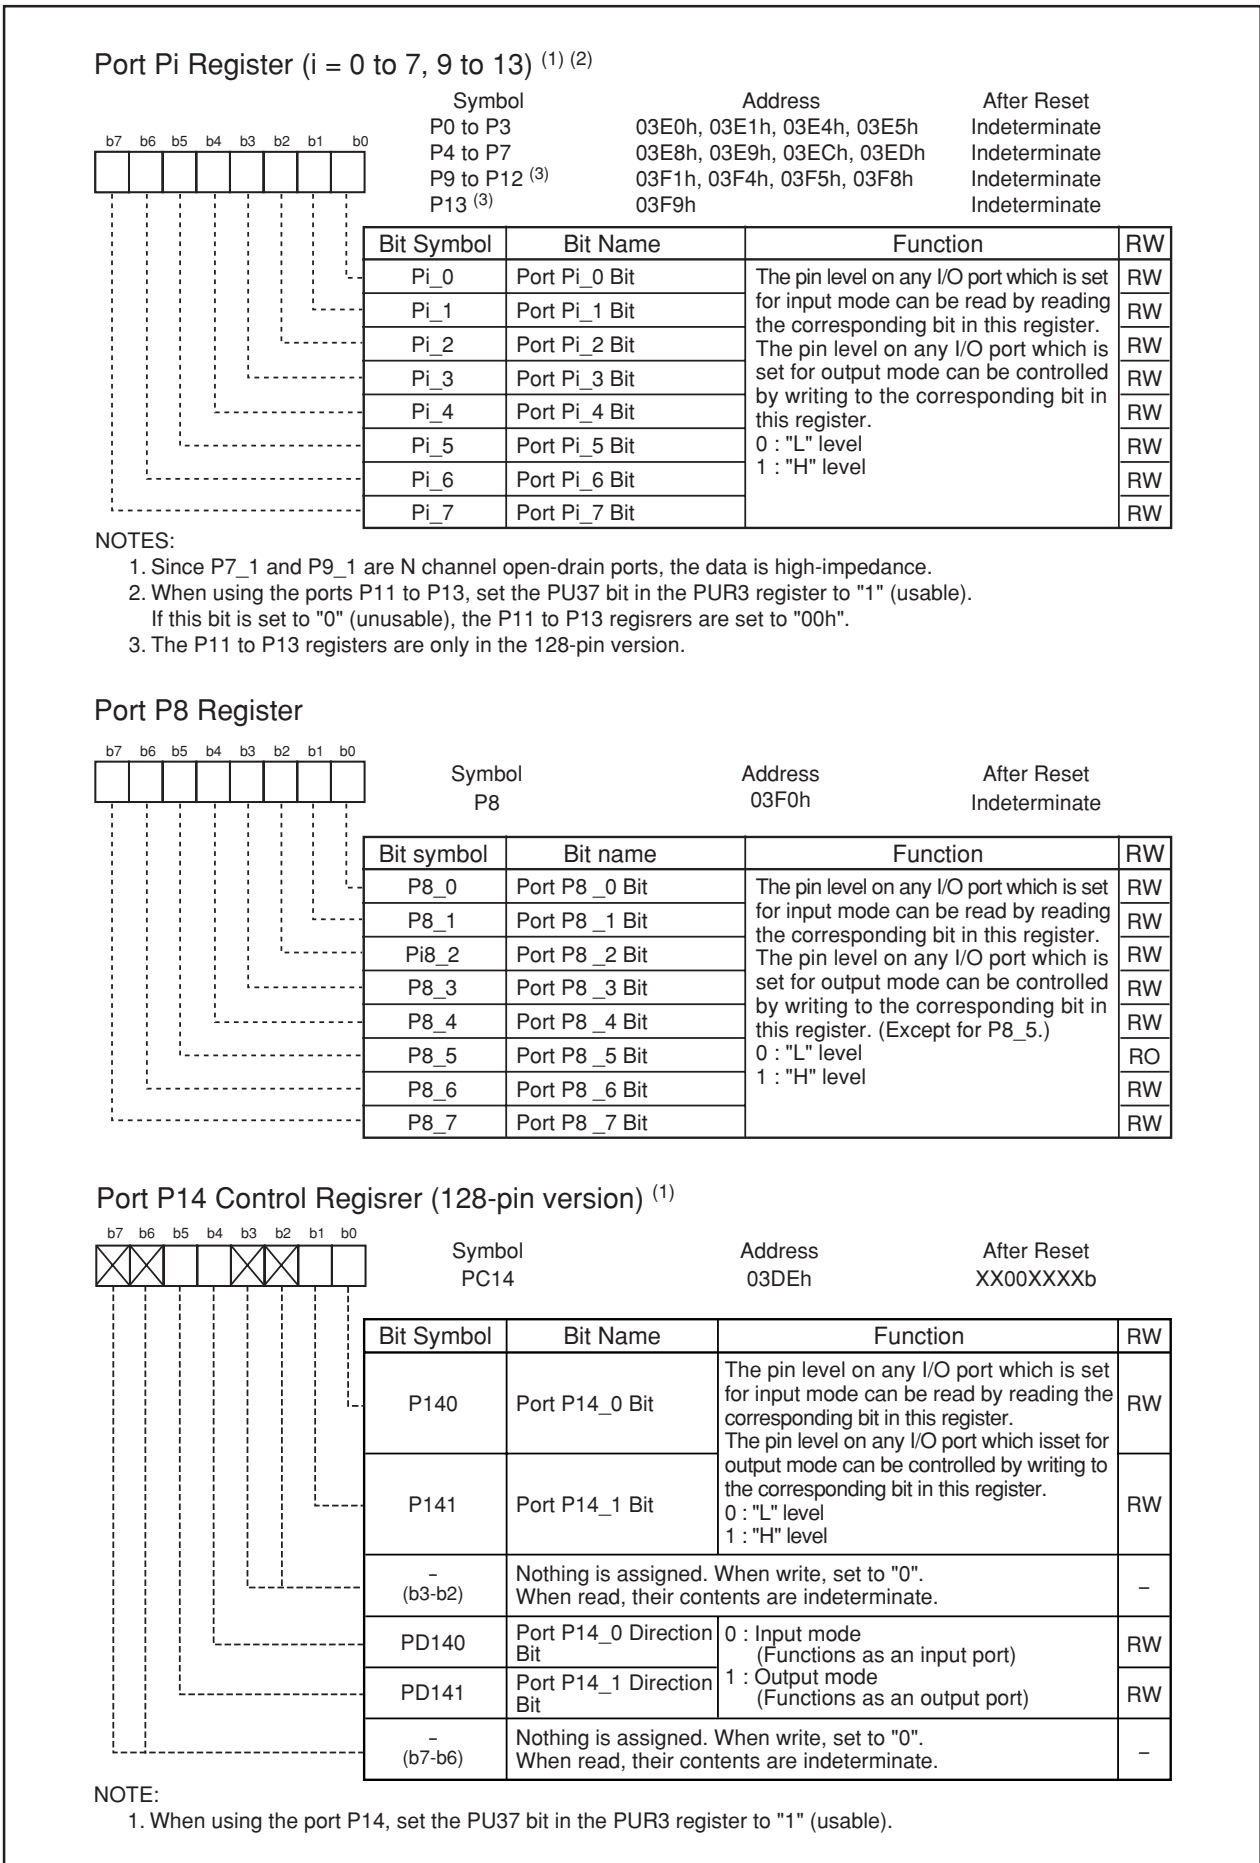 Port Pi Register (i = 0 to 7, 9 to 13) (1) (2)
Symbol Address After Reset
P0 to P3 03E0h, 03E1h, 03E4h, 03E5h Indeterminate
P4 to P7 03E8h, 03E9h, 03ECh, 03EDh Indeterminate
P9 to P12 (3) 03F1h, 03F4h, 03F5h, 03F8h Indeterminate
P13 (3) 03F9h Indeterminate
b7 b6 b5 b4 b3 b2 b1 b0
Bit Symbol Bit Name Function RW
Pi_0 Port Pi_0 Bit RW
Pi_1 Port Pi_1 Bit RW
Pi_2 Port Pi_2 Bit RW
Pi_3 Port Pi_3 Bit RW
Pi_4 Port Pi_4 Bit RW
Pi_5 Port Pi_5 Bit RW
Pi_6 Port Pi_6 Bit RW
Pi_7 Port Pi_7 Bit RW
The pin level on any I/O port which is set
for input mode can be read by reading
the corresponding bit in this register.
The pin level on any I/O port which is
set for output mode can be controlled
by writing to the corresponding bit in
this register.
0 : "L" level
1 : "H" level
NOTES:
1. Since P7_1 and P9_1 are N channel open-drain ports, the data is high-impedance.
2. When using the ports P11 to P13, set the PU37 bit in the PUR3 register to "1" (usable).
If this bit is set to "0" (unusable), the P11 to P13 regisrers are set to "00h".
3. The P11 to P13 registers are only in the 128-pin version.
Port P8 Register
b7 b6 b5 b4 b3 b2 b1 b0
Symbol Address After Reset
P8 03F0h Indeterminate
Bit symbol Bit name Function RW
P8_0 Port P8 _0 Bit RW
P8_1 Port P8 _1 Bit RW
Pi8_2 Port P8 _2 Bit RW
P8_3 Port P8 _3 Bit RW
P8_4 Port P8 _4 Bit RW
P8_5 Port P8 _5 Bit RO
P8_6 Port P8 _6 Bit RW
P8_7 Port P8 _7 Bit RW
The pin level on any I/O port which is set
for input mode can be read by reading
the corresponding bit in this register.
The pin level on any I/O port which is
set for output mode can be controlled
by writing to the corresponding bit in
this register. (Except for P8_5.)
0 : "L" level
1 : "H" level
Port P14 Control Regisrer (128-pin version) (1)
b7 b6 b5 b4 b3 b2 b1 b0
Symbol Address After Reset
PC14 03DEh XX00XXXXb
Bit Symbol Bit Name Function RW
P140 Port P14_0 Bit RW
P141 Port P14_1 Bit RW
The pin level on any I/O port which is set
for input mode can be read by reading the
corresponding bit in this register.
The pin level on any I/O port which isset for
output mode can be controlled by writing to
the corresponding bit in this register.
0 : "L" level
1 : "H" level
– (b3-b2) Nothing is assigned. When write, set to "0". –
When read, their contents are indeterminate.
PD140 Port P14_0 Direction Bit RW
PD141 Port P14_1 Direction Bit RW
0 : Input mode
(Functions as an input port)
1 : Output mode
(Functions as an output port)
– (b7-b6) Nothing is assigned. When write, set to "0". –
When read, their contents are indeterminate.
NOTE:
1. When using the port P14, set the PU37 bit in the PUR3 register to "1" (usable).